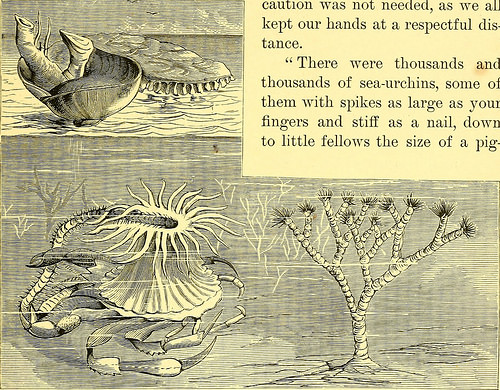 caution was not needed, as we all
kept our hands at a respectful dis-
tance.
“ There were thousands and
thousands of sea-urchins, some of
them with spikes as large as your
fingers and stiff as a nail, down
to little fellows the size of a pig-